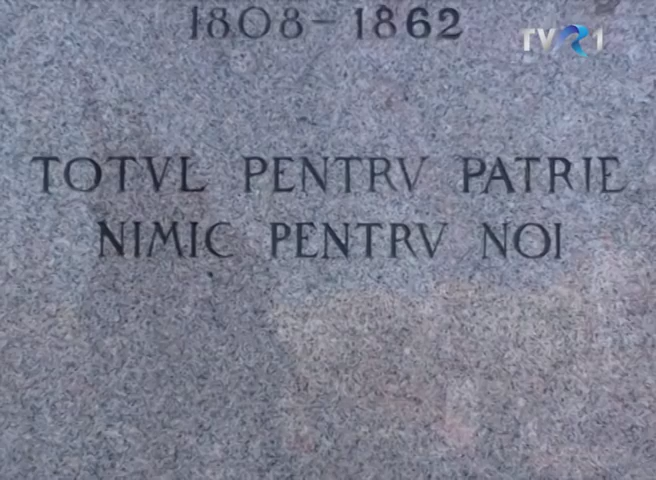 1808–1862
TVR1
TOTVL PENTRV PATRIE
NIMIC PENTRV NOI